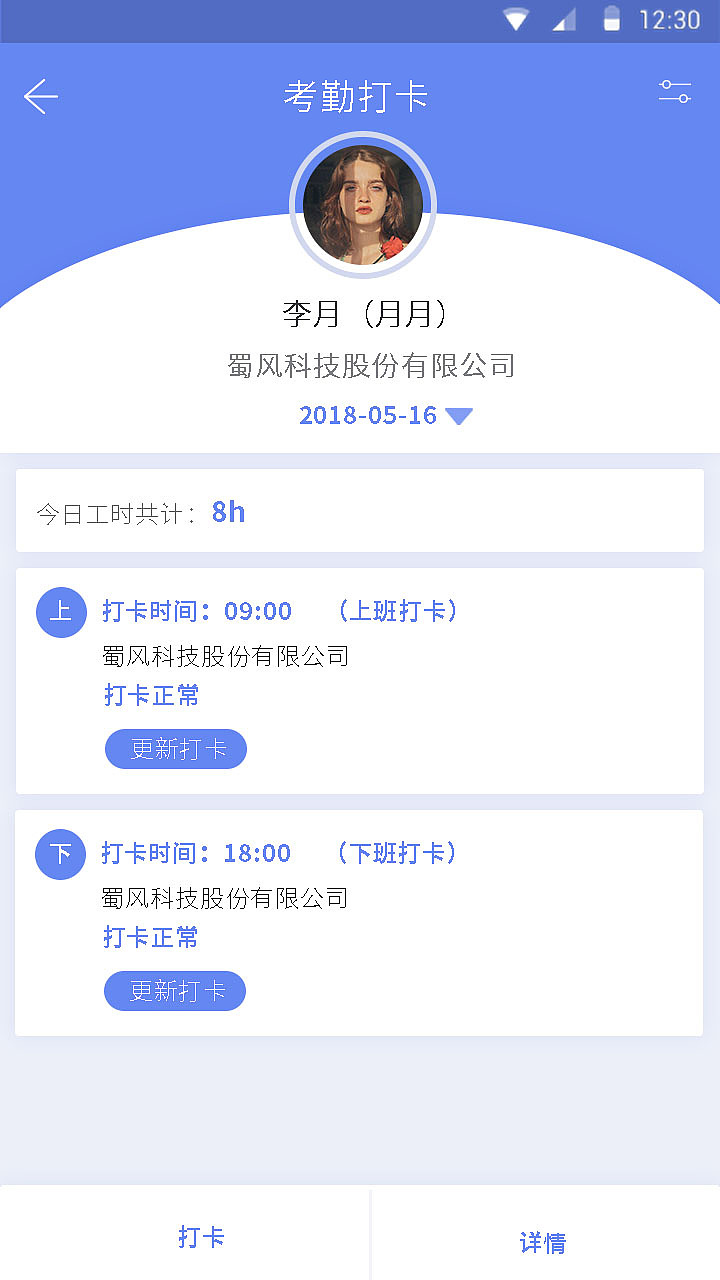 12:30
考勤打卡
李月（月月）
蜀风科技股份有限公司
2018-05-16
今日工时共计：8h
上 打卡时间：09:00 （上班打卡）
蜀风科技股份有限公司
打卡正常
更新打卡
下 打卡时间：18:00 （下班打卡）
蜀风科技股份有限公司
打卡正常
更新打卡
打卡 详情